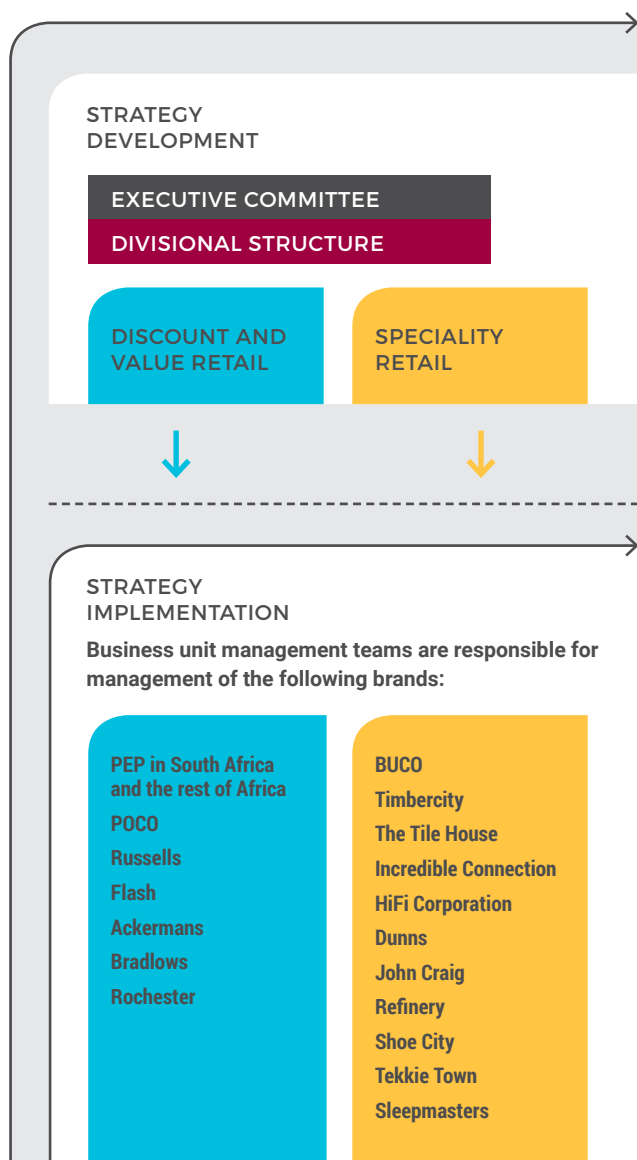 STRATEGY
DEVELOPMENT
EXECUTIVE COMMITTEE
DIVISIONAL STRUCTURE
DISCOUNT AND
VALUE RETAIL
SPECIALITY
RETAIL
STRATEGY
IMPLEMENTATION
Business unit management teams are responsible for
management of the following brands:
PEP in South Africa
and the rest of Africa
POCO
Russells
Flash
Ackermans
Bradlows
Rochester
BUCO
Timbercity
The Tile House
Incredible Connection
HiFi Corporation
Dunns
John Craig
Refinery
Shoe City
Tekkie Town
Sleepmasters